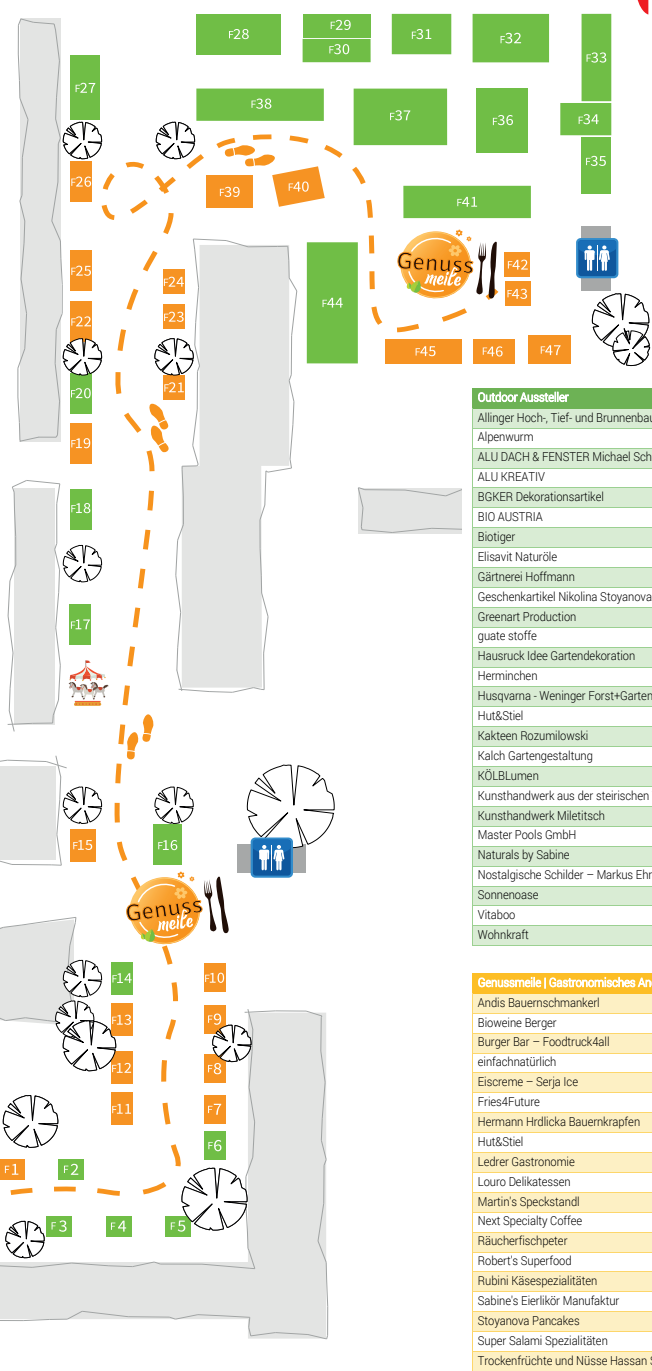 F28
F29
F30
F31
F32
F33
F27
F38
F37
F36
F34
F35
F26
F39
F40
F41
F25
F24
Genuss
meile
F42
F43
F44
F22
F23
F45
F46
F47
F20
F21
F19
F18
F17
F15
F16
Genuss
meile
F14
F10
F13
F9
F12
F8
F11
F7
F6
F1
F2
F3
F4
F5
Outdoor Aussteller
Allinger Hoch-, Tief- und Brunnenbau
Alpenwurm
ALU DACH & FENSTER Michael Sch
ALU KREATIV
BGKER Dekorationsartikel
BIO AUSTRIA
Biotiger
Elisavit Naturöle
Gärtnerei Hoffmann
Geschenkartikel Nikolina Stoyanova
Greenart Production
guate stoffe
Hausruck Idee Gartendekoration
Herminchen
Husqvarna - Weninger Forst+Garten
Hut&Stiel
Kakteen Rozumilowski
Kalch Gartengestaltung
KÖLBLumen
Kunsthandwerk aus der steirischen
Kunsthandwerk Miletitsch
Master Pools GmbH
Naturals by Sabine
Nostalgische Schilder – Markus Ehr
Sonnenoase
Vitaboo
Wohnkraft
Genussmeile | Gastronomisches An
Andis Bauernschmankerl
Bioweine Berger
Burger Bar – Foodtruck4all
einfachnatürlich
Eiscreme – Serja Ice
Fries4Future
Hermann Hrdlicka Bauernkrapfen
Hut&Stiel
Ledrer Gastronomie
Louro Delikatessen
Martin's Speckstandl
Next Specialty Coffee
Räucherfischpeter
Robert's Superfood
Rubini Käsespezialitäten
Sabine's Eierlikör Manufaktur
Stoyanova Pancakes
Super Salami Spezialitäten
Trockenfrüchte und Nüsse Hassan S